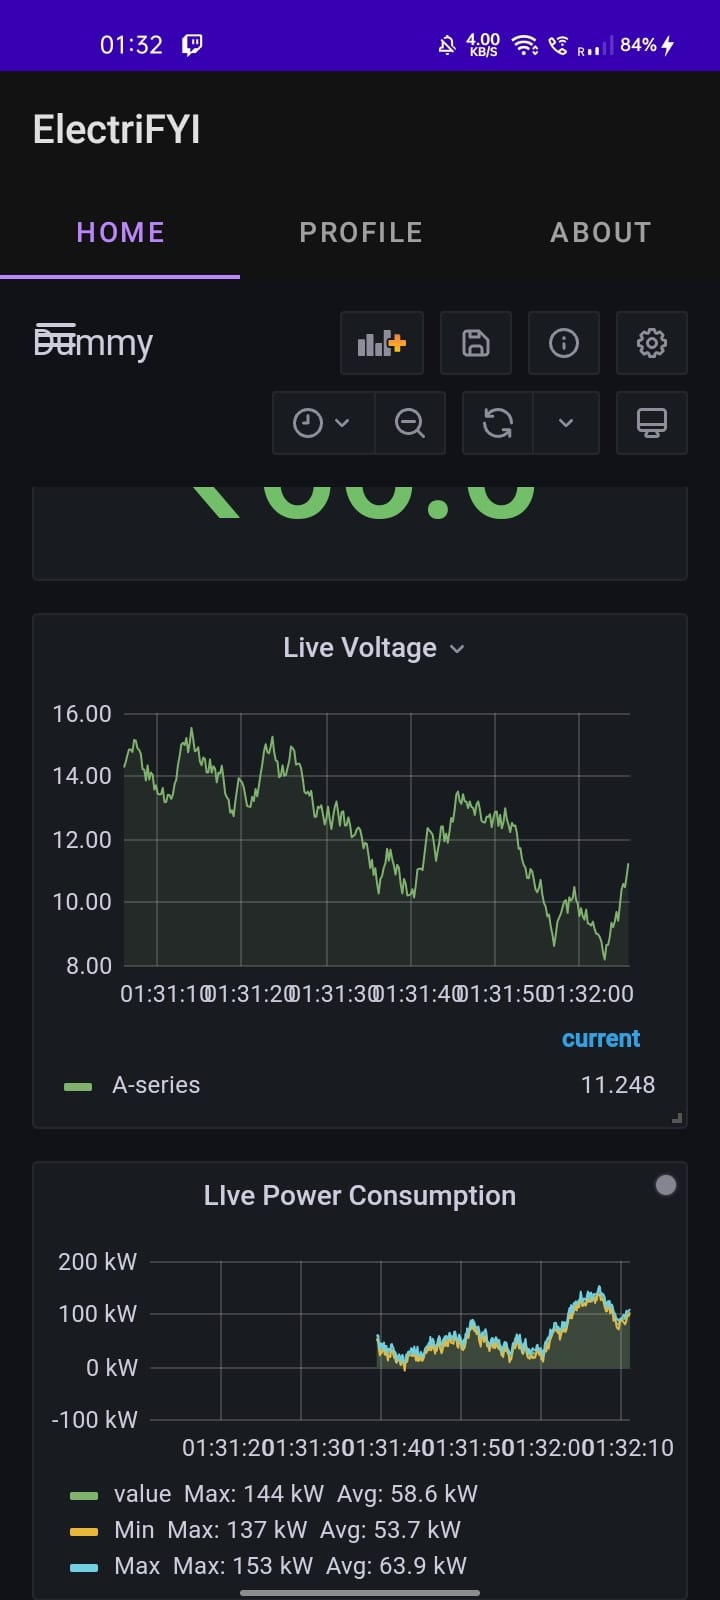 01:32 4.00 KB/S R 84%
ElectriFYI
HOME PROFILE ABOUT
Dummy
Live Voltage
16.00
14.00
12.00
10.00
8.00
01:31:10 01:31:20 01:31:30 01:31:40 01:31:50 01:32:00
current
A-series 11.248
LIve Power Consumption
200 kW
100 kW
0 kW
-100 kW
01:31:20 01:31:30 01:31:40 01:31:50 01:32:00 01:32:10
value Max: 144 kW Avg: 58.6 kW
Min Max: 137 kW Avg: 53.7 kW
Max Max: 153 kW Avg: 63.9 kW